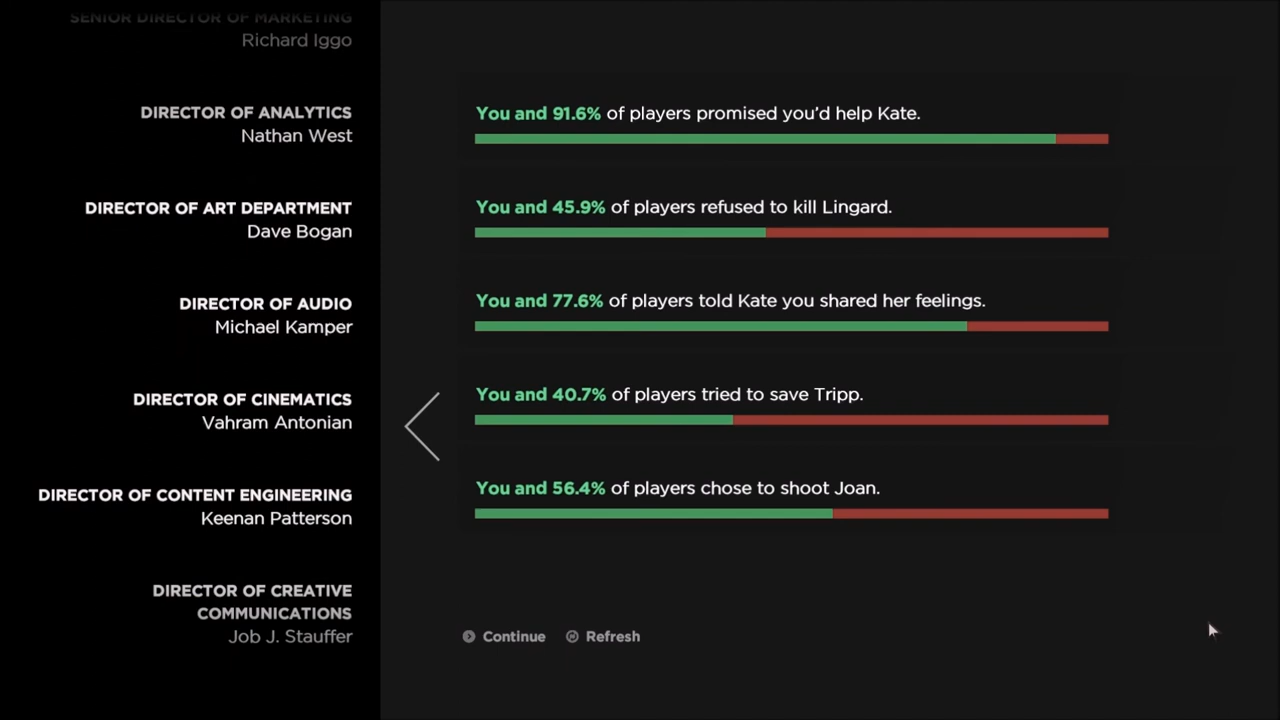 SENIOR DIRECTOR OF MARKETING
Richard Iggo
DIRECTOR OF ANALYTICS
Nathan West
DIRECTOR OF ART DEPARTMENT
Dave Bogan
DIRECTOR OF AUDIO
Michael Kamper
DIRECTOR OF CINEMATICS
Vahram Antonian
DIRECTOR OF CONTENT ENGINEERING
Keenan Patterson
DIRECTOR OF CREATIVE
COMMUNICATIONS
Job J. Stauffer
You and 91.6% of players promised you’d help Kate.
You and 45.9% of players refused to kill Lingard.
You and 77.6% of players told Kate you shared her feelings.
You and 40.7% of players tried to save Tripp.
You and 56.4% of players chose to shoot Joan.
Continue Refresh